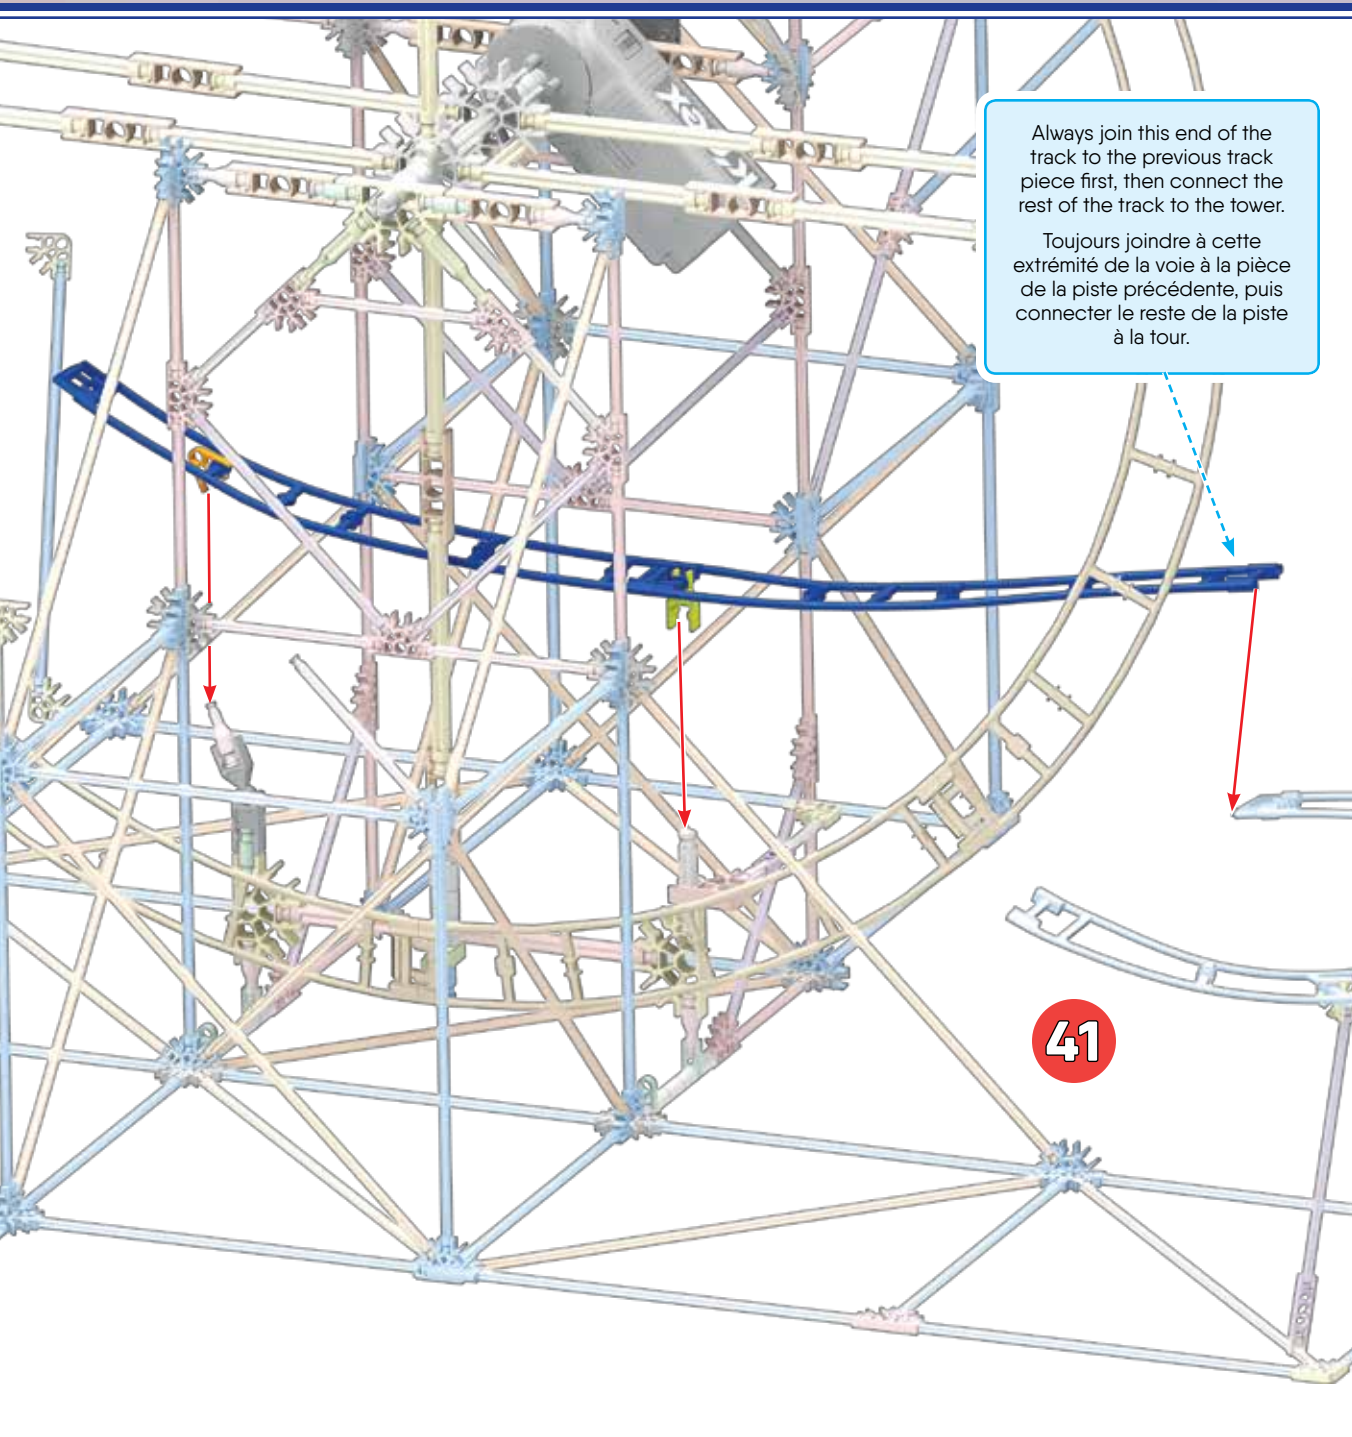 Always join this end of the
track to the previous track
piece first, then connect the
rest of the track to the tower.
Toujours joindre à cette
extrémité de la voie à la pièce
de la piste précédente, puis
connecter le reste de la piste
à la tour.
41